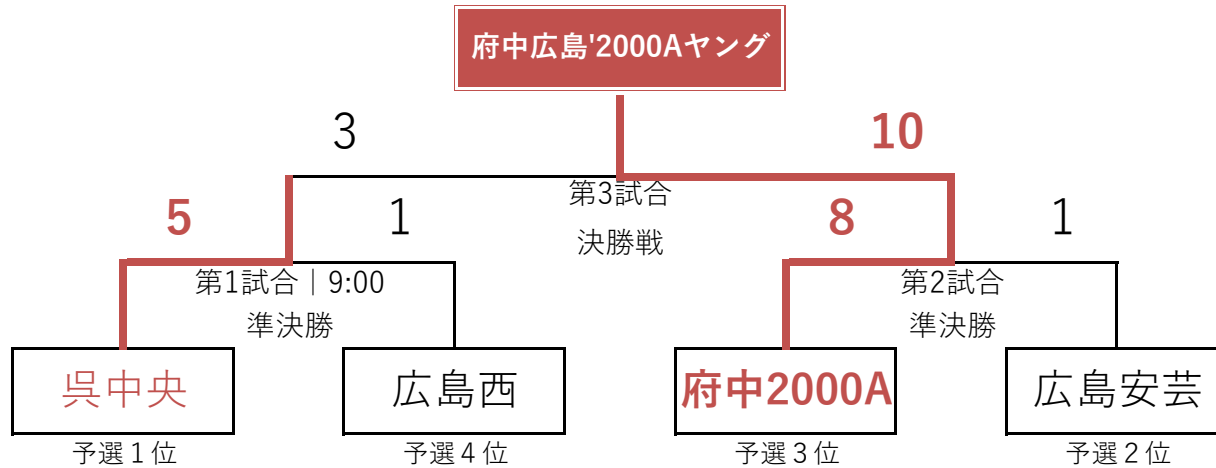 府中広島'2000Aヤング
3
10
第3試合
決勝戦
5
1
8
1
第1試合｜9:00
準決勝
第2試合
準決勝
呉中央
広島西
府中2000A
広島安芸
予選１位
予選４位
予選３位
予選２位